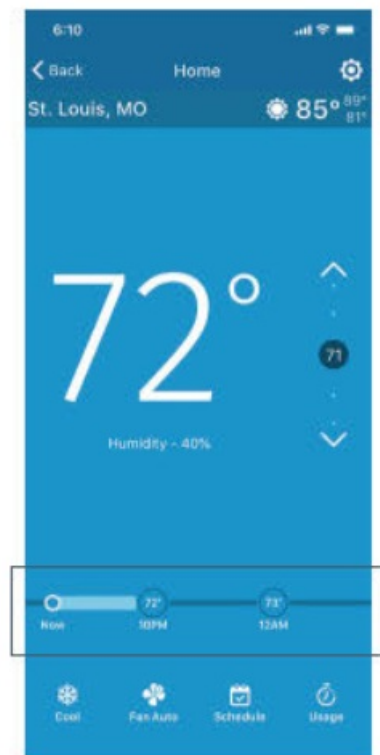 6:10
Back Home
St. Louis, MO 85° 89°
81°
72°
71
Humidity - 40%
72° 73°
Now 10PM 12AM
Cool Fan Auto Schedule Usage